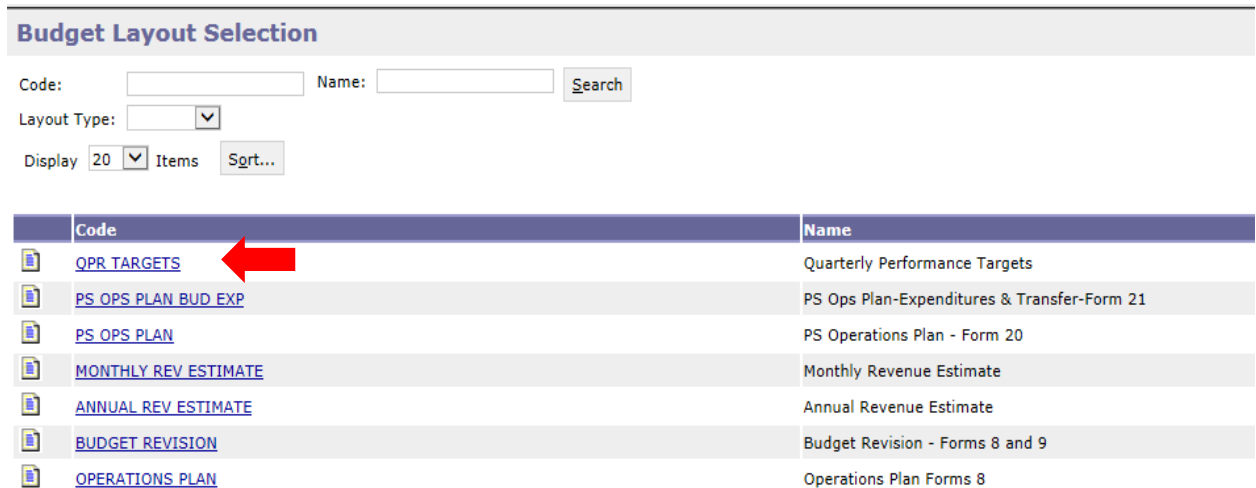 Budget Layout Selection
Code: Name: Search
Layout Type:
Display 20 Items Sort...
Code Name
QPR TARGETS Quarterly Performance Targets
PS OPS PLAN BUD EXP PS Ops Plan-Expenditures & Transfer-Form 21
PS OPS PLAN PS Operations Plan - Form 20
MONTHLY REV ESTIMATE Monthly Revenue Estimate
ANNUAL REV ESTIMATE Annual Revenue Estimate
BUDGET REVISION Budget Revision - Forms 8 and 9
OPERATIONS PLAN Operations Plan Forms 8